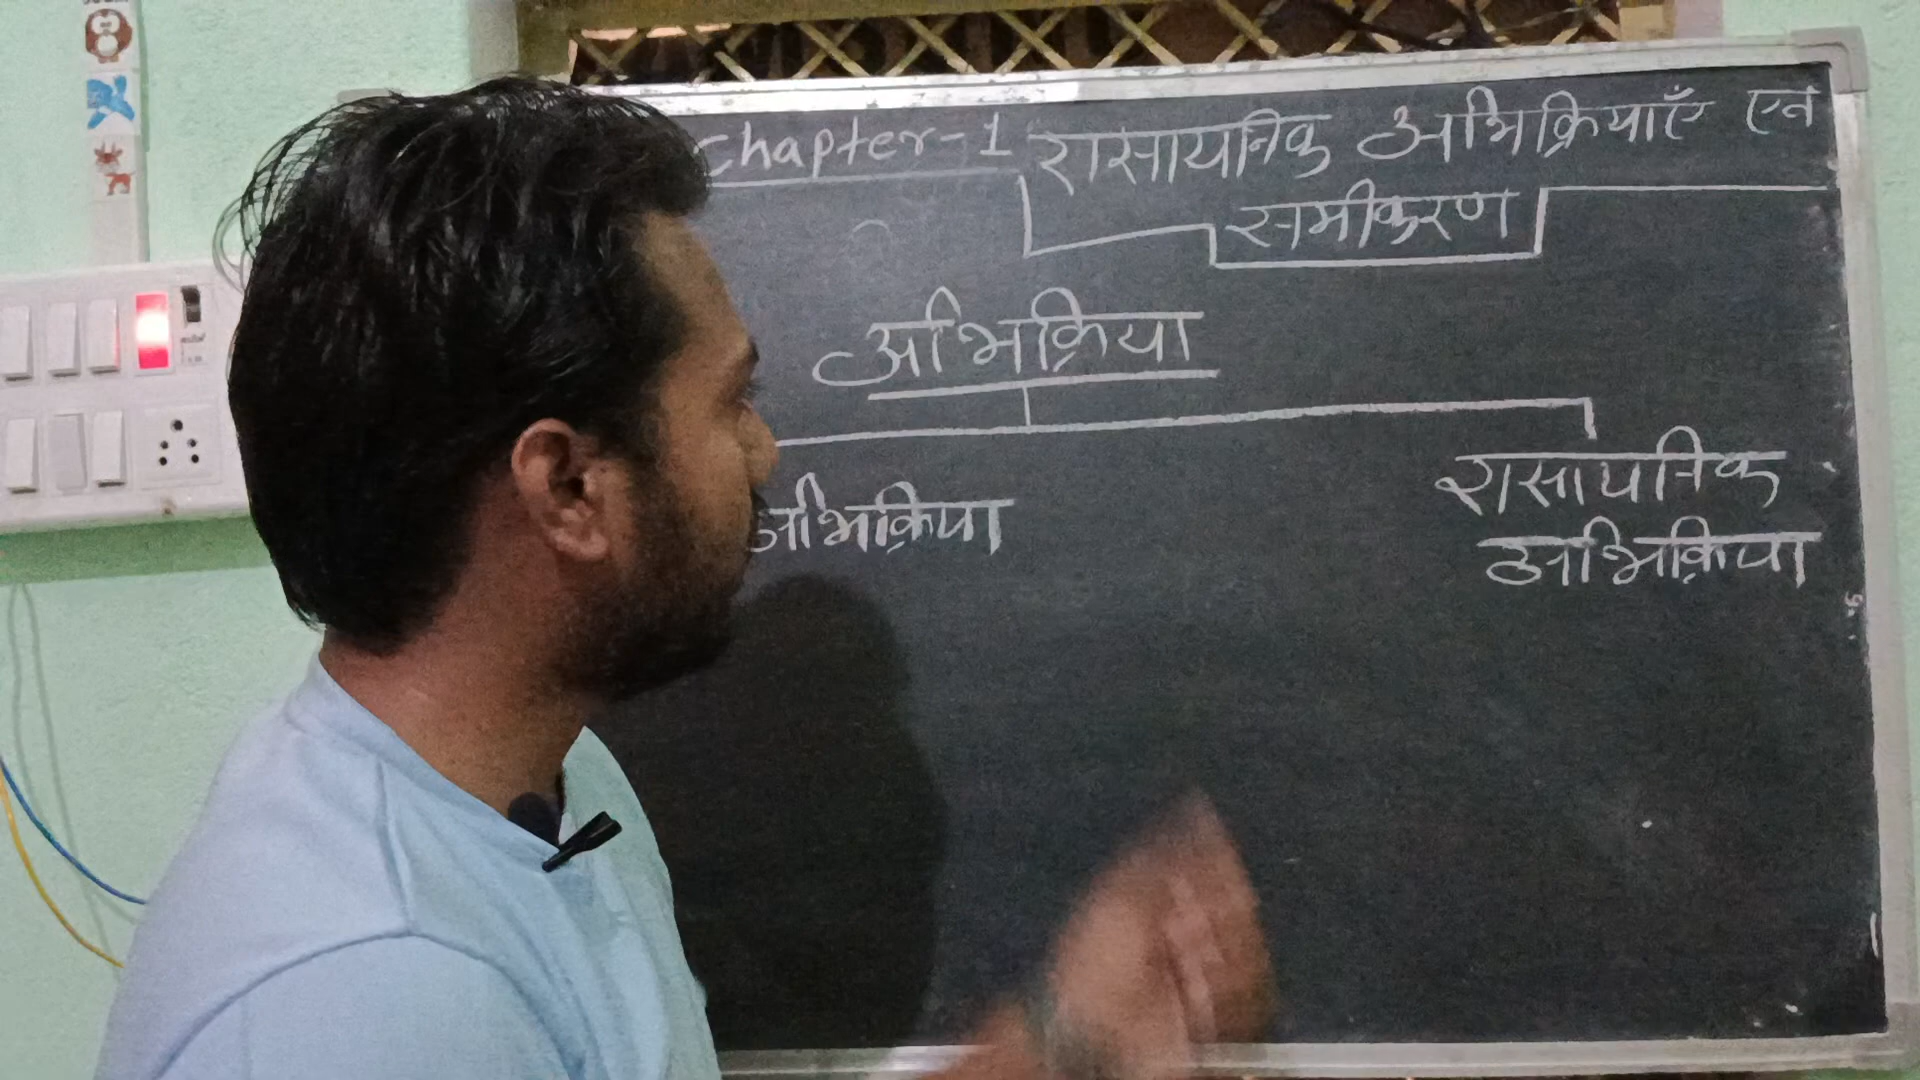 chapter-1 रासायनिक अभिक्रियाएँ एवं
समीकरण
अभिक्रिया
अभिक्रिया
रासायनिक
अभिक्रिया